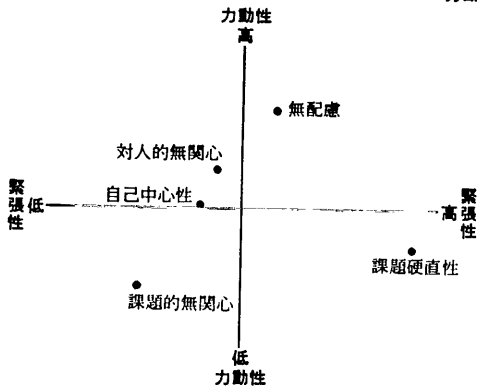 力動性
高
無配慮
対人的無関心
自己中心性
緊張性 低
高 緊張性
課題硬直性
課題的無関心
低
力動性